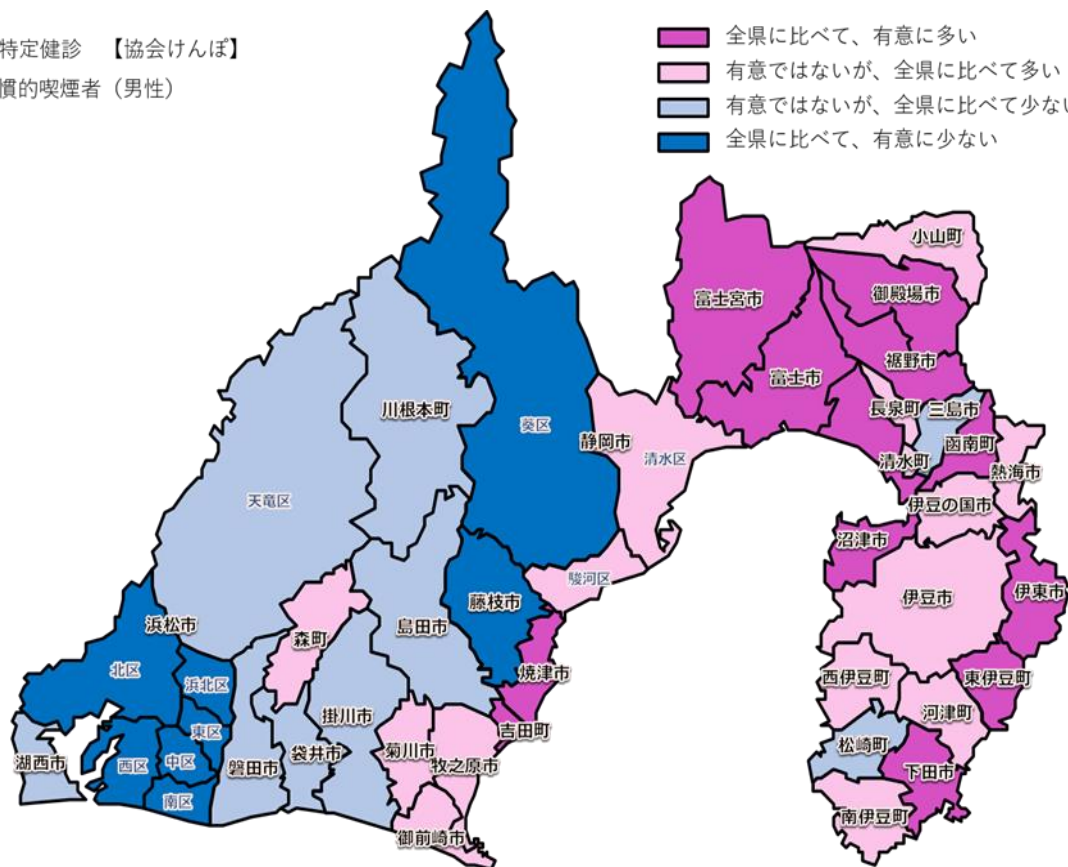 特定健診 【協会けんぽ】
慣的喫煙者（男性）
全県に比べて、有意に多い
有意ではないが、全県に比べて多い
有意ではないが、全県に比べて少ない
全県に比べて、有意に少ない
小山町
富士宮市
御殿場市
裾野市
富士市
長泉町
三島市
川根本町
葵区
静岡市
清水区
清水町
函南町
熱海市
天竜区
伊豆の国市
沼津市
駿河区
藤枝市
伊豆市
伊東市
浜松市
島田市
森町
北区
浜北区
焼津市
西伊豆町
東伊豆町
掛川市
河津町
東区
吉田町
湖西市
西区
中区
磐田市
袋井市
菊川市
牧之原市
松崎町
下田市
南区
御前崎市
南伊豆町